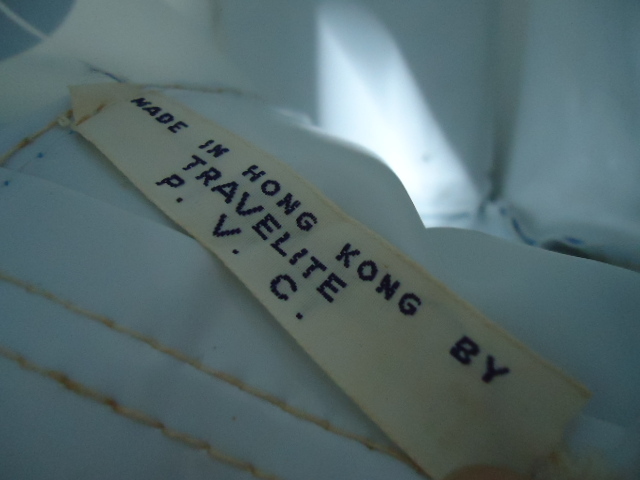 MADE IN HONG KONG BY
TRAVELITE
P. V. C.